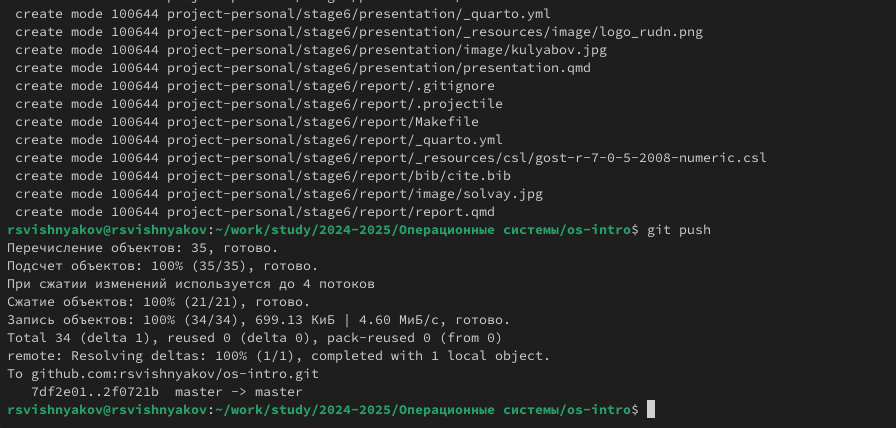 create mode 100644 project-personal/stage6/presentation/_quarto.yml
create mode 100644 project-personal/stage6/presentation/_resources/image/logo_rudn.png
create mode 100644 project-personal/stage6/presentation/image/kulyabov.jpg
create mode 100644 project-personal/stage6/presentation/presentation.qmd
create mode 100644 project-personal/stage6/report/.gitignore
create mode 100644 project-personal/stage6/report/.projectile
create mode 100644 project-personal/stage6/report/Makefile
create mode 100644 project-personal/stage6/report/_quarto.yml
create mode 100644 project-personal/stage6/report/_resources/csl/gost-r-7-0-5-2008-numeric.csl
create mode 100644 project-personal/stage6/report/bib/cite.bib
create mode 100644 project-personal/stage6/report/image/solvay.jpg
create mode 100644 project-personal/stage6/report/report.qmd
rsvishnyakov@rsvishnyakov:~/work/study/2024-2025/Операционные системы/os-intro$ git push
Перечисление объектов: 35, готово.
Подсчет объектов: 100% (35/35), готово.
При сжатии изменений используется до 4 потоков
Сжатие объектов: 100% (21/21), готово.
Запись объектов: 100% (34/34), 699.13 КиБ | 4.60 МиБ/с, готово.
Total 34 (delta 1), reused 0 (delta 0), pack-reused 0 (from 0)
remote: Resolving deltas: 100% (1/1), completed with 1 local object.
To github.com:rsvishnyakov/os-intro.git
7df2e01..2f0721b  master -> master
rsvishnyakov@rsvishnyakov:~/work/study/2024-2025/Операционные системы/os-intro$